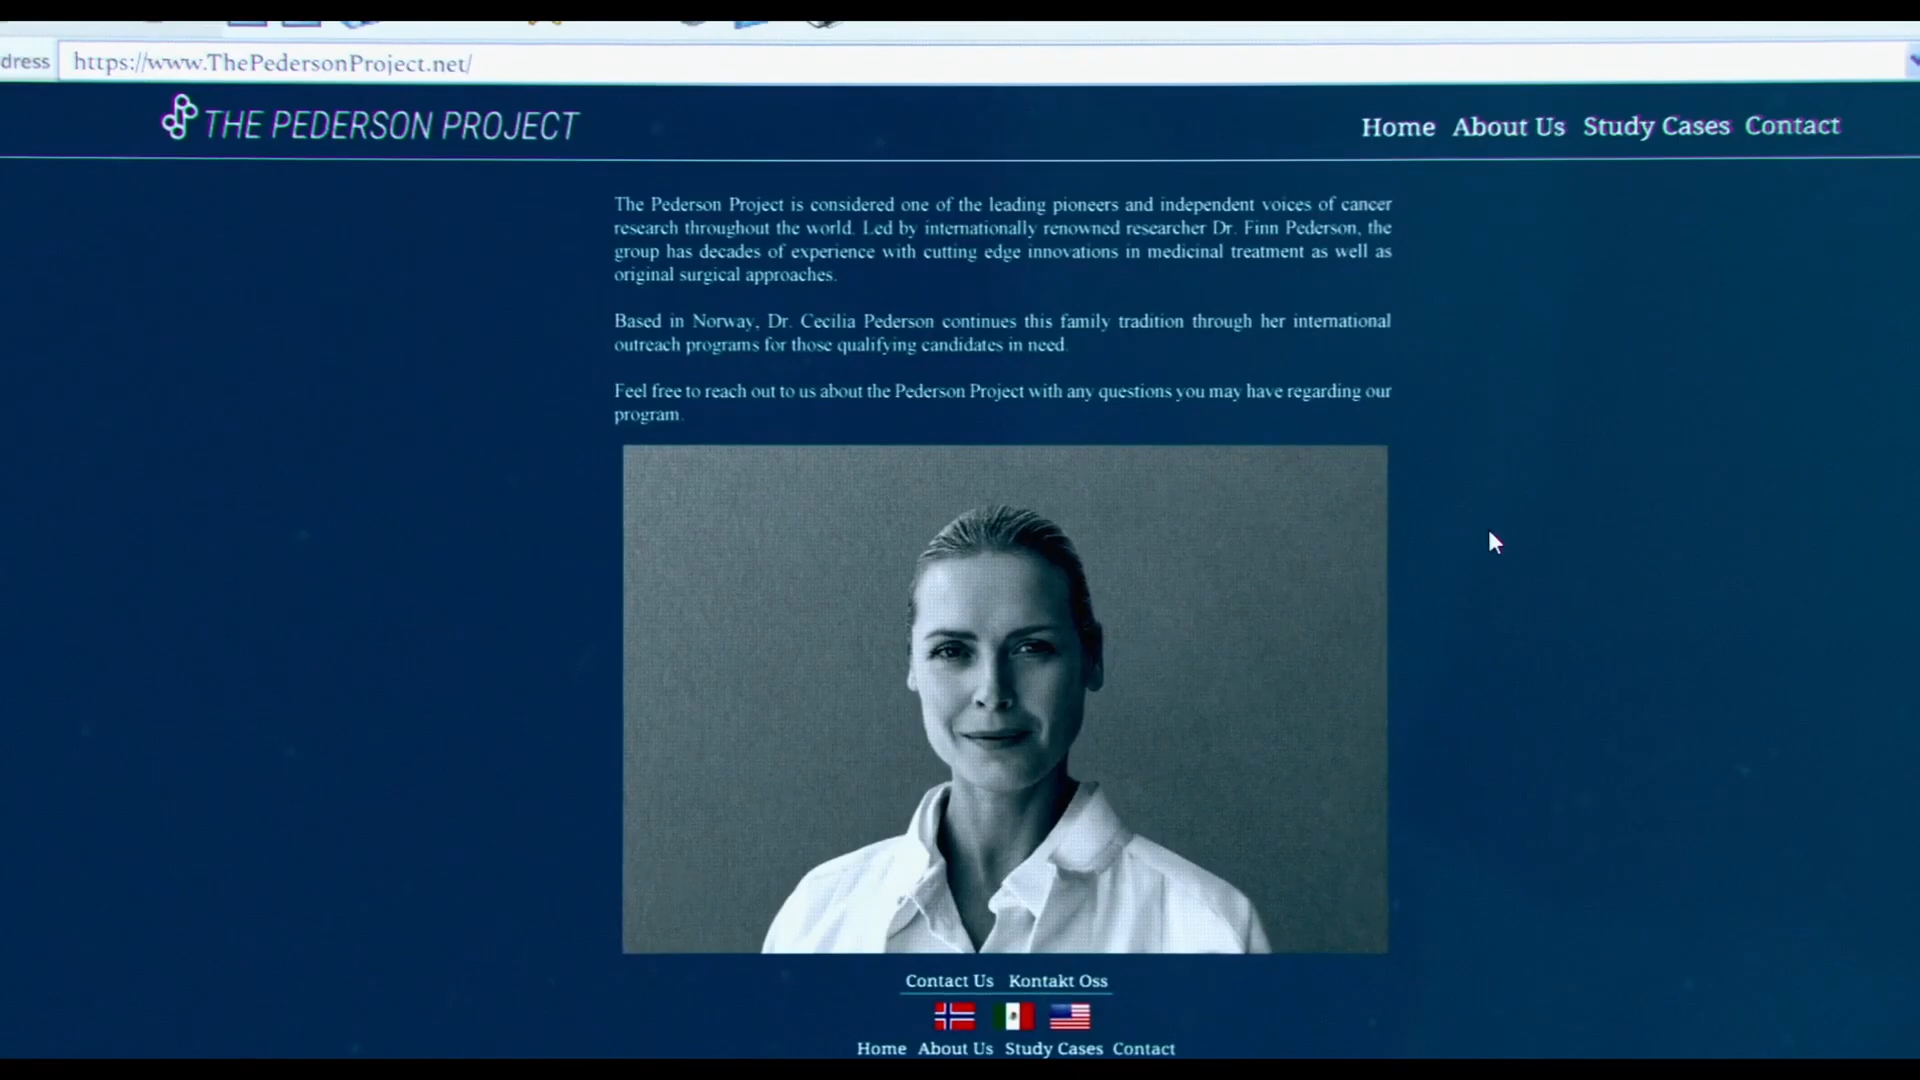 dress https://www.ThePedersonProject.net/
THE PEDERSON PROJECT
Home About Us Study Cases Contact
The Pederson Project is considered one of the leading pioneers and independent voices of cancer
research throughout the world. Led by internationally renowned researcher Dr. Finn Pederson, the
group has decades of experience with cutting edge innovations in medicinal treatment as well as
original surgical approaches.
Based in Norway, Dr. Cecilia Pederson continues this family tradition through her international
outreach programs for those qualifying candidates in need.
Feel free to reach out to us about the Pederson Project with any questions you may have regarding our
program.
Contact Us Kontakt Oss
Home About Us Study Cases Contact